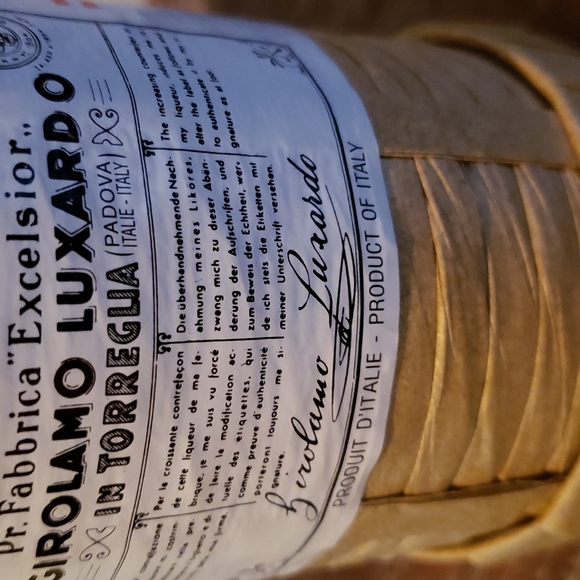 Pr. Fabbrica "Excelsior"
GIROLAMO LUXARDO
IN TORREGLIA (PADOVA) ITALIE - ITALY
Par la croissante contrefaçon
de cette liqueur de ma fa-
brique, je me suis vu forcé
de faire la modification ac-
tuelle des etiquettes, qui
comme preuve d'authenticité
porteront toujours ma si-
gnature.
Die überhandnehmende Nach-
ahmung meines Liköres,
zwang mich zu dieser Abän-
derung der Aufschriften, und
zum Beweis der Echtheit, wer-
de ich stets die Etiketten mit
meiner Unterschrift versehen.
The increasing
my liqueur,
alter the label
to authenticate
gnature as
Girolamo Luxardo
PRODUIT D'ITALIE - PRODUCT OF ITALY